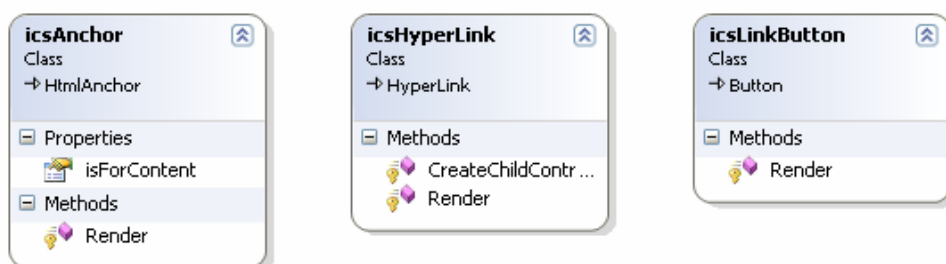 icsAnchor
Class
HtmlAnchor
Properties
isForContent
Methods
Render
icsHyperLink
Class
HyperLink
Methods
CreateChildContr...
Render
icsLinkButton
Class
Button
Methods
Render